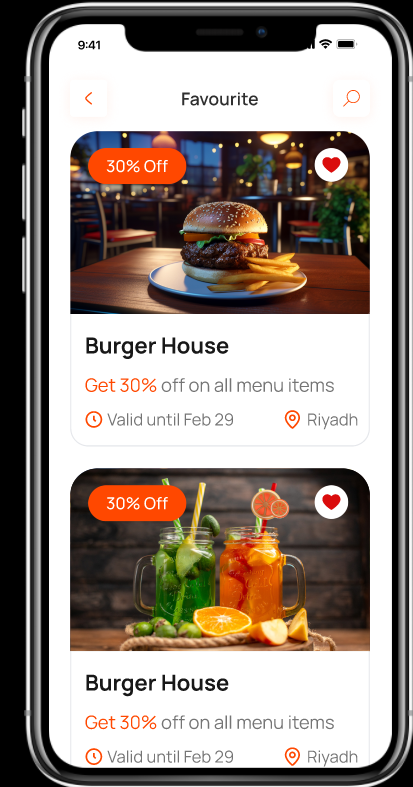 9:41
Favourite
30% Off
Burger House
Get 30% off on all menu items
Valid until Feb 29 Riyadh
30% Off
Burger House
Get 30% off on all menu items
Valid until Feb 29 Riyadh